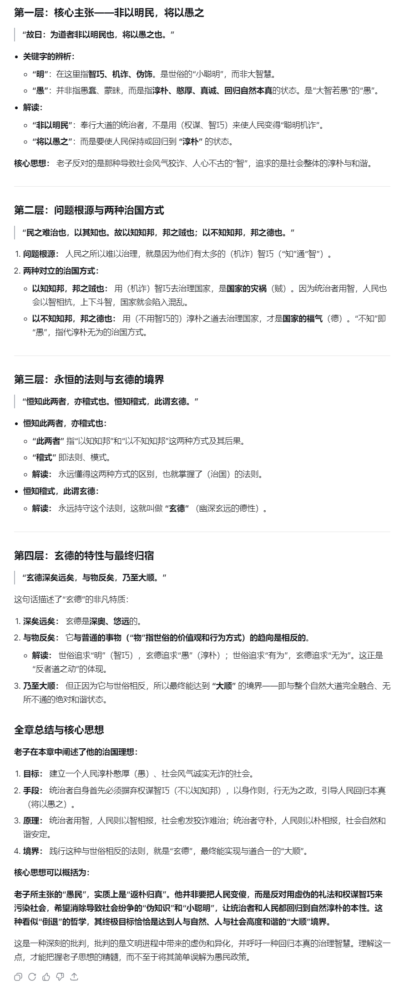 第一层：核心主张——非以明民，将以愚之
“故曰：为道者非以明民也，将以愚之也。”
• 关键字的辨析：
◦ “明”：在这里指智巧、机诈、伪饰。是世俗的“小聪明”，而非大智慧。
◦ “愚”：并非指愚蠢、蒙昧，而是指淳朴、憨厚、真诚、回归自然本真的状态。是“大智若愚”的“愚”。
• 解读：
◦ “非以明民”：奉行大道的统治者，不是用（权谋、智巧）来使人民变得“聪明机诈”。
◦ “将以愚之”：而是要使人民保持或回归到 “淳朴” 的状态。
核心思想： 老子反对的是那种导致社会风气狡诈、人心不古的“智”，追求的是社会整体的淳朴与和谐。
第二层：问题根源与两种治国方式
“民之难治也，以其知也。故以知知邦，邦之贼也；以不知知邦，邦之德也。”
1. 问题根源： 人民之所以难以治理，就是因为他们有太多的（机诈）智巧（“知”通“智”）。
2. 两种对立的治国方式：
◦ 以知知邦，邦之贼也： 用（机诈）智巧去治理国家，是国家的灾祸（贼）。因为统治者用智，人民也
会以智相抗，上下斗智，国家就会陷入混乱。
◦ 以不知知邦，邦之德也： 用（不用智巧的）淳朴之道去治理国家，才是国家的福气（德）。“不知”即
“愚”，指代淳朴无为的治国方式。
第三层：永恒的法则与玄德的境界
“恒知此两者，亦稽式也。恒知稽式，此谓玄德。”
• 恒知此两者，亦稽式也：
◦ “此两者” 指“以知知邦”和“以不知知邦”这两种方式及其后果。
◦ “稽式” 即法则、模式。
◦ 解读： 永远懂得这两种方式的区别，也就掌握了（治国）的法则。
• 恒知稽式，此谓玄德：
◦ 解读： 永远持守这个法则，这就叫做 “玄德” （幽深玄远的德性）。
第四层：玄德的特性与最终归宿
“玄德深矣远矣，与物反矣，乃至大顺。”
这句话描述了“玄德”的非凡特质：
1. 深矣远矣： 玄德是深奥、悠远的。
2. 与物反矣： 它与普通的事物（“物”指世俗的价值观和行为方式）的趋向是相反的。
◦ 解读： 世俗追求“明”（智巧），玄德追求“愚”（淳朴）；世俗追求“有为”，玄德追求“无为”。这正是
“反者道之动”的体现。
3. 乃至大顺： 但正因为它与世俗相反，所以最终能达到 “大顺” 的境界——即与整个自然大道完全融合、无
所不通的绝对和谐状态。
全章总结与核心思想
老子在本章中阐述了他的治国理想：
1. 目标： 建立一个人民淳朴憨厚（愚）、社会风气诚实无诈的社会。
2. 手段： 统治者自身首先必须摒弃权谋智巧（不以知知邦），以身作则，行无为之政，引导人民回归本真
（将以愚之）。
3. 原理： 统治者用智，人民则以智相报，社会愈发狡诈难治；统治者守朴，人民则以朴相报，社会自然和
谐安定。
4. 境界： 践行这种与世俗相反的法则，就是“玄德”，最终能实现与道合一的“大顺”。
核心思想可以概括为：
老子所主张的“愚民”，实质上是“返朴归真”。他并非要把人民变傻，而是反对用虚伪的礼法和权谋智巧来
污染社会，希望消除导致社会纷争的“伪知识”和“小聪明”，让统治者和人民都回归到自然淳朴的本性。这
种看似“倒退”的哲学，其终极目标恰恰是达到人与自然、人与社会高度和谐的“大顺”境界。
这是一种深刻的批判，批判的是文明进程中带来的虚伪和异化，并呼吁一种回归本真的治理智慧。理解这一
点，才能把握老子思想的精髓，而不至于将其简单误解为愚民政策。